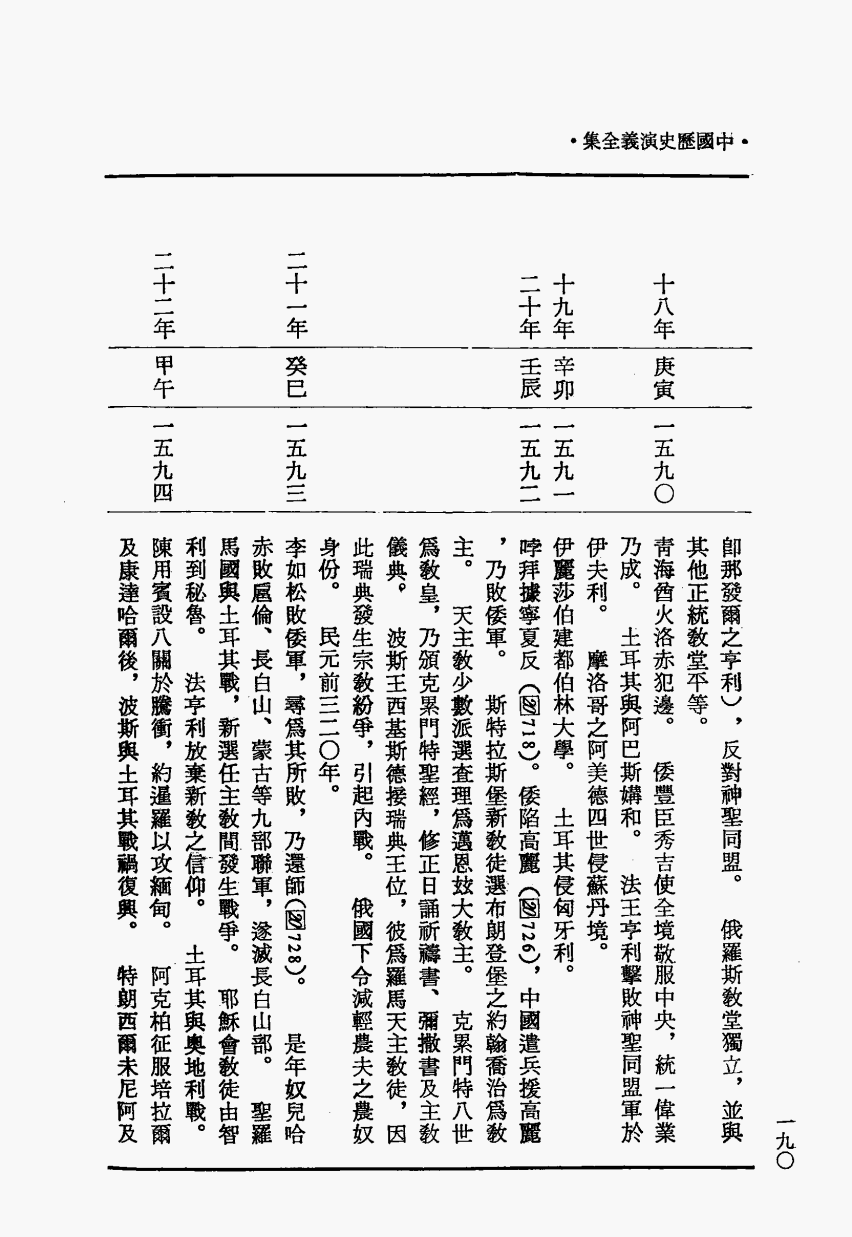 •中國歷史演義全集•
卽那發爾之亨利)，反對神聖同盟。　俄羅斯教堂獨立，並與
其他正統教堂平等。
十八年　庚寅　一五九〇　青海酋火洛赤犯邊。　倭豐臣秀吉使全境敬服中央，統一偉業
乃成。　土耳其與阿巴斯媾和。　法王亨利擊敗神聖同盟軍於
伊夫利。　摩洛哥之阿美德四世侵蘇丹境。
十九年　辛卯　一五九一　伊麗莎伯建都伯林大學。　土耳其侵匈牙利。
二十年　壬辰　一五九二　哱拜據寧夏反(圖718)。倭陷高麗(圖726)，中國遣兵援高麗
，乃敗倭軍。　斯特拉斯堡新教徒選布朗登堡之約翰喬治爲教
主。　天主教少數派選查理爲邁恩玆大教主。　克累門特八世
爲教皇，乃頒克累門特聖經，修正日誦祈禱書、彌撒書及主教
儀典。　波斯王西基斯德接瑞典王位，彼爲羅馬天主教徒，因
此瑞典發生宗教紛爭，引起內戰。　俄國下令減輕農夫之農奴
身份。　民元前三二〇年。
二十一年　癸巳　一五九三　李如松敗倭軍，尋爲其所敗，乃還師(圖728)。　是年奴兒哈
赤敗扈倫、長白山、蒙古等九部聯軍，遂滅長白山部。　聖羅
馬國與土耳其戰，新選任主教間發生戰爭。　耶穌會教徒由智
利到秘魯。　法亨利放棄新教之信仰。　土耳其與奧地利戰。
二十二年　甲午　一五九四　陳用賓設八關於騰衝，約暹羅以攻緬甸。　阿克柏征服培拉爾
及康達哈爾後，波斯與土耳其戰禍復興。　特朗西爾未尼阿及
一九〇